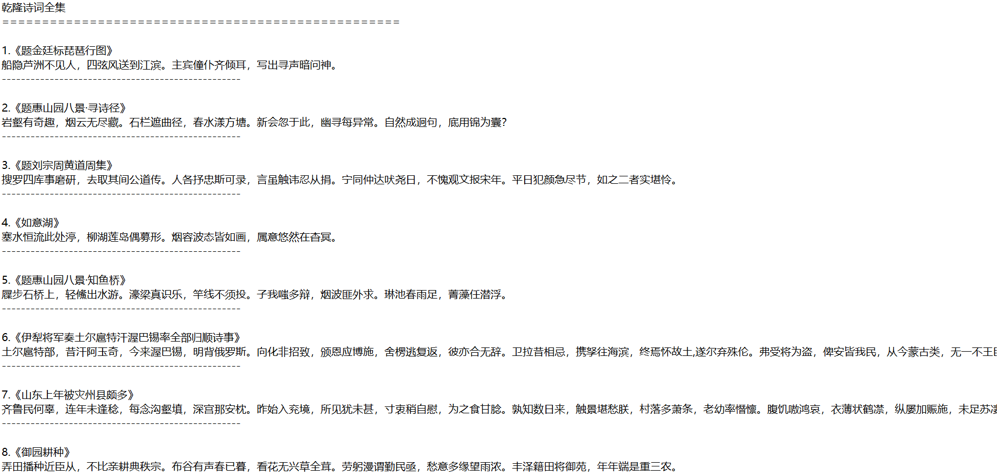 乾隆诗词全集
==================================================
1.《题金廷标琵琶行图》
船隐芦洲不见人，四弦风送到江滨。主宾僮仆齐倾耳，写出寻声暗问神。
--------------------------------------------------
2.《题惠山园八景·寻诗径》
岩壑有奇趣，烟云无尽藏。石栏遮曲径，春水漾方塘。新会忽于此，幽寻每异常。自然成迥句，底用锦为囊？
--------------------------------------------------
3.《题刘宗周黄道周集》
搜罗四库事磨研，去取其间公道传。人各抒忠斯可录，言虽触讳忍从捐。宁同仲达吠尧日，不愧观文报宋年。平日犯颜急尽节，如之二者实堪怜。
--------------------------------------------------
4.《如意湖》
塞水恒流此处渟，柳湖莲岛偶募形。烟容波态皆如画，属意悠然在杳冥。
--------------------------------------------------
5.《题惠山园八景·知鱼桥》
屧步石桥上，轻鯈出水游。濠梁真识乐，竿线不须投。子我嗤多辩，烟波匪外求。琳池春雨足，菁藻任潜浮。
--------------------------------------------------
6.《伊犁将军奏土尔扈特汗渥巴锡率全部归顺诗事》
土尔扈特部，昔汗阿玉奇，今来渥巴锡，明背俄罗斯。向化非招致，颁恩应博施，舍楞逃复返，彼亦合无辞。卫拉昔相忌，携孥往海滨，终焉怀故土,遂尔弃殊伦。弗受将为盗，俾安皆我民，从今蒙古类，无一不王
--------------------------------------------------
7.《山东上年被灾州县颇多》
齐鲁民何辜，连年未逢稔，每念沟壑填，深宫那安枕。昨始入兖境，所见犹未甚，寸衷稍自慰，为之食甘脍。孰知数日来，触景堪愁朕，村落多萧条，老幼率懵懔。腹饥嗷鸿哀，衣薄状鹤凚，纵屡加赈施，未足苏凄
--------------------------------------------------
8.《御园耕种》
弄田播种近臣从，不比亲耕典秩宗。布谷有声春已暮，看花无兴草全茸。劳躬漫谓勤民亟，愁意多缘望雨浓。丰泽籍田将御苑，年年端是重三农。